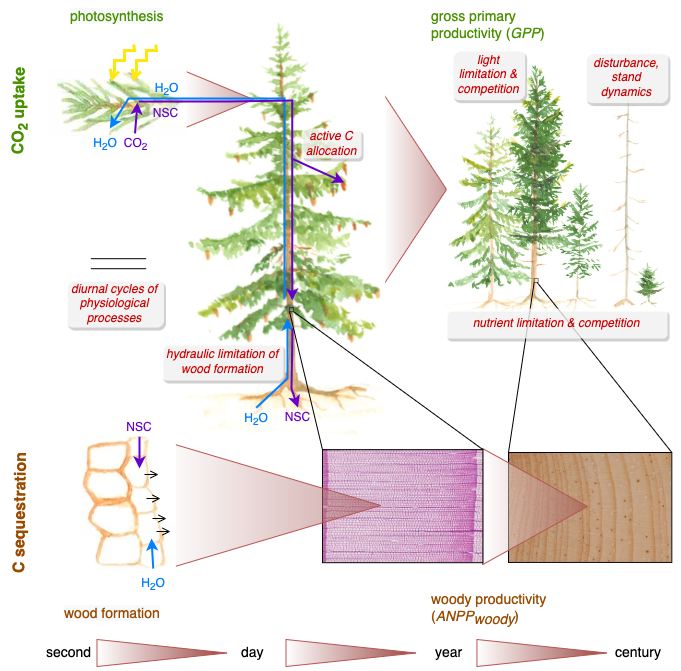 photosynthesis
gross primary
productivity (GPP)
CO2 uptake
H2O
NSC
H2O
CO2
active C
allocation
light
limitation &
competition
disturbance,
stand
dynamics
diurnal cycles of
physiological
processes
nutrient limitation & competition
hydraulic limitation of
wood formation
H2O
NSC
C sequestration
NSC
H2O
wood formation
woody productivity
(ANPPwoody)
second
day
year
century